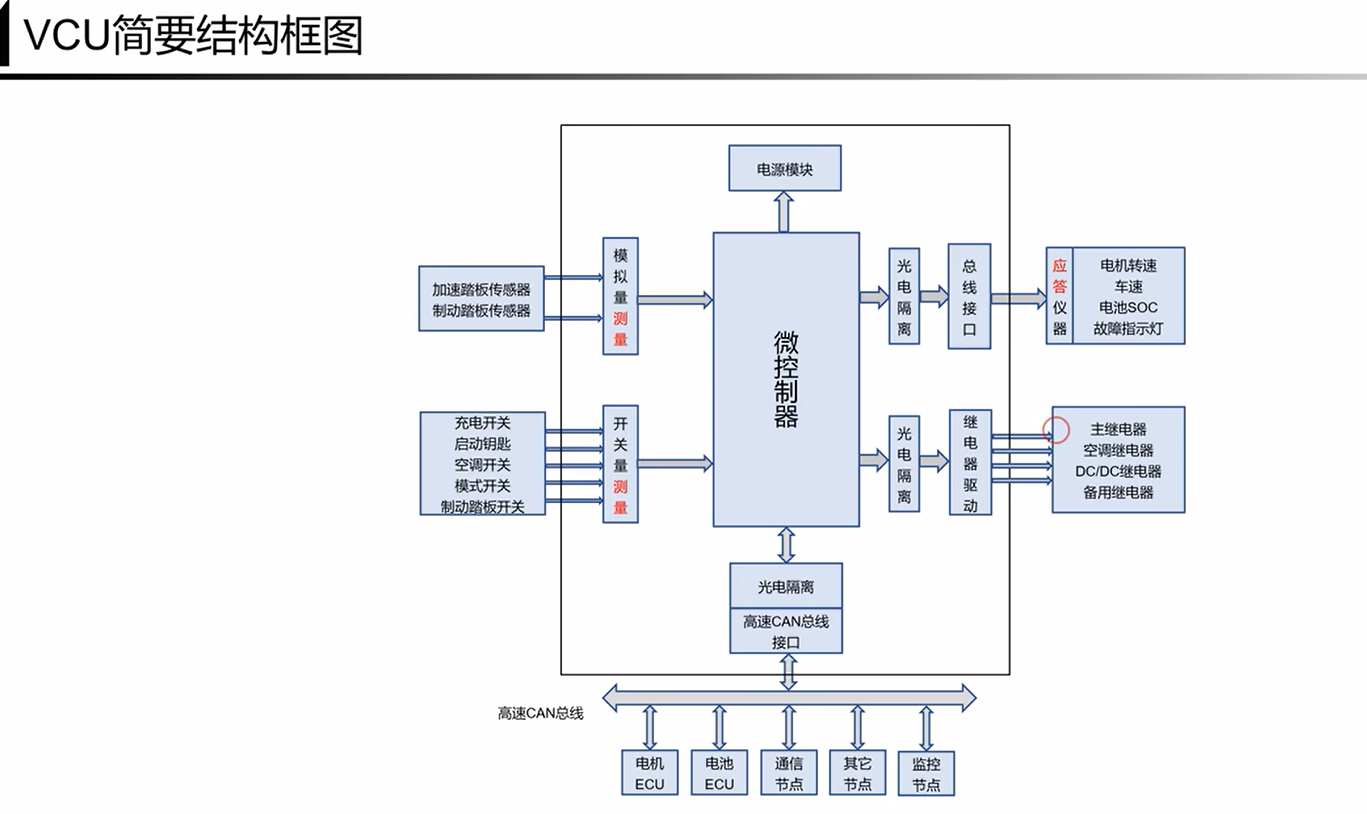 VCU简要结构框图
电源模块
加速踏板传感器
制动踏板传感器
模拟量测量
微控制器
光电隔离
总线接口
应答仪器
电机转速
车速
电池SOC
故障指示灯
充电开关
启动钥匙
空调开关
模式开关
制动踏板开关
开关量测量
光电隔离
继电器驱动
主继电器
空调继电器
DC/DC继电器
备用继电器
光电隔离
高速CAN总线
接口
高速CAN总线
电机
ECU
电池
ECU
通信
节点
其它
节点
监控
节点